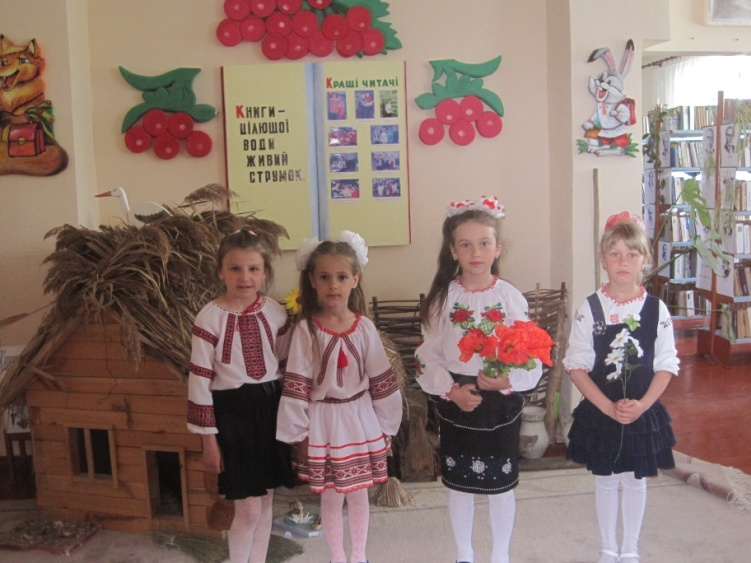 Книги –
цілющої
води
живий
струмок.
Кращі читачі